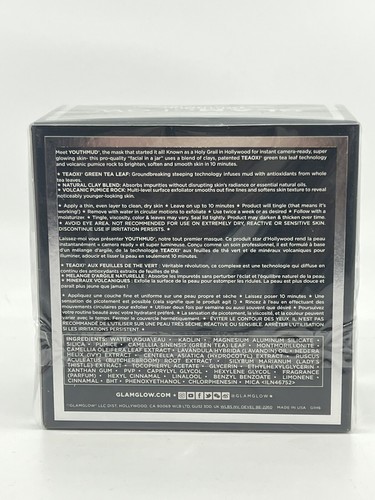 Meet YOUTHMUD®, the mask that started it all! Known as a Holy Grail in Hollywood for instant camera-ready, super
glowing skin- this pro-quality "facial in a jar" uses a blend of clays, patented TEAOXI® green tea leaf technology
and volcanic pumice rock to brighten, soften and smooth skin in 10 minutes.
• TEAOXI® GREEN TEA LEAF: Groundbreaking steeping technology infuses mud with antioxidants from whole
tea leaves.
• NATURAL CLAY BLEND: Absorbs impurities without disrupting skin's radiance or essential natural oils.
• VOLCANIC PUMICE ROCK: Multi-level surface exfoliator smooths out fine lines and softens skin texture to reveal
noticeably younger-looking skin.
• Apply a thin, even layer to clean, dry skin • Leave on up to 10 minutes • Product will tingle (that means it's
working!) • Remove with water in circular motions to exfoliate • Use twice a week or as desired • Follow with a
moisturizer. • Tingle, viscosity, color & leaves may vary. Seal lid tightly. Product may darken & thicken over time.
• AVOID EYE AREA. NOT RECOMMENDED FOR USE ON EXTREMELY DRY, REACTIVE OR SENSITIVE SKIN.
DISCONTINUE USE IF IRRITATION PERSISTS.
Laissez-moi vous présenter YOUTHMUD®, notre tout premier masque. Ce produit star d'Hollywood rend la peau
instantanément « camera ready » et super lumineuse. Conçu comme un soin professionnel, il est formulé à base
d'un mélange d'argile, de la technologie TEAOXI® aux feuilles de thé vert et de minéraux volcaniques pour
illuminer, adoucir et lisser la peau en seulement 10 minutes.
• TEAOXI® AUX FEUILLES DE THÉ VERT: véritable révolution, ce complexe est une technologie qui diffuse en
continu des antioxydants extraits de feuilles de thé.
• MÉLANGE D'ARGILE NATURELLE: Absorbe les impuretés sans perturber l'éclat et l'équilibre naturel de la peau.
• MINÉRAUX VOLCANIQUES: Exfolie la surface de la peau pour estomper les ridules. La peau est plus douce et
paraît plus jeune que jamais!
• Appliquez une couche fine et uniforme sur une peau propre et sèche • Laissez poser 10 minutes • Une
sensation de picotement est possible (cela signifie que le produit agit!) • Rincez à l'eau en effectuant des
mouvements circulaires pour exfolier • Utilisez deux fois par semaine ou aussi souvent que désiré • Poursuivez
votre routine beauté avec votre hydratant préféré. • La sensation de picotement, la viscosité, et la couleur peuvent
varier avec le temps. Fermer le couvercle hermétiquement. • ÉVITER LE CONTOUR DES YEUX. IL N'EST PAS
RECOMMANDÉ DE L'UTILISER SUR UNE PEAU TRÈS SÈCHE, RÉACTIVE OU SENSIBLE. ARRÊTER L'UTILISATION
SI LES IRRITATIONS PERSISTENT.
INGREDIENTS: WATER\AQUA\EAU • KAOLIN • MAGNESIUM ALUMINUM SILICATE •
SILICA • PUMICE • CAMELLIA SINENSIS (GREEN TEA) LEAF • MONTMORILLONITE •
CAMELLIA OLEIFERA LEAF EXTRACT • LAVANDULA HYBRIDA (LAVANDIN) OIL • HEDERA
HELIX (IVY) EXTRACT • CENTELLA ASIATICA (HYDROCOTYL) EXTRACT • RUSCUS
ACULEATUS (BUTCHERBROOM) ROOT EXTRACT • SILYBUM MARIANUM (LADY'S
THISTLE) EXTRACT • TOCOPHERYL ACETATE • GLYCERIN • ETHYLHEXYLGLYCERIN •
XANTHAN GUM • PVP • CAPRYLYL GLYCOL • HEXYLENE GLYCOL • FRAGRANCE
(PARFUM) • HEXYL CINNAMAL • LINALOOL • BENZYL BENZOATE • LIMONENE •
CINNAMAL • BHT • PHENOXYETHANOL • CHLORPHENESIN • MICA
GLAMGLOW.COM @GLAMGLOW
MADE IN U.S.A.